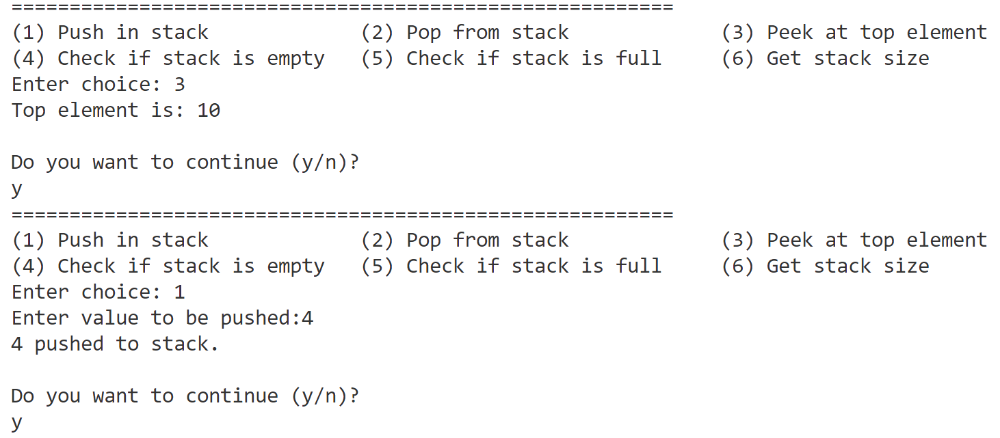 =========================================================
(1) Push in stack (2) Pop from stack (3) Peek at top element
(4) Check if stack is empty (5) Check if stack is full (6) Get stack size
Enter choice: 3
Top element is: 10
Do you want to continue (y/n)?
y
=========================================================
(1) Push in stack (2) Pop from stack (3) Peek at top element
(4) Check if stack is empty (5) Check if stack is full (6) Get stack size
Enter choice: 1
Enter value to be pushed:4
4 pushed to stack.
Do you want to continue (y/n)?
y